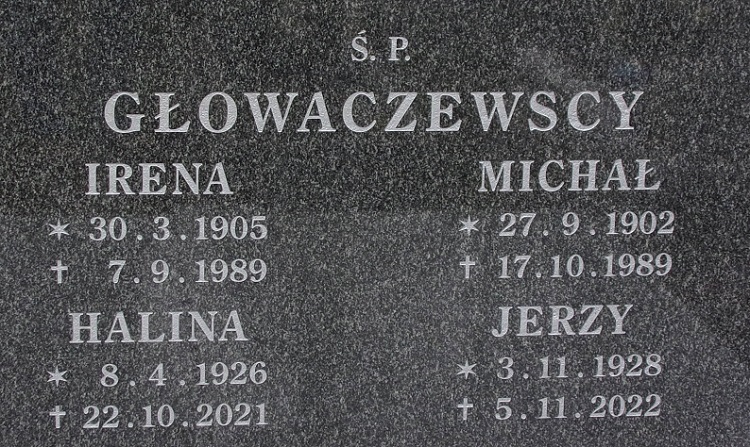 Ś. P.
GŁOWACZEWSCY
IRENA
✶ 30.3.1905
✝ 7.9.1989
MICHAŁ
✶ 27.9.1902
✝ 17.10.1989
HALINA
✶ 8.4.1926
✝ 22.10.2021
JERZY
✶ 3.11.1928
✝ 5.11.2022